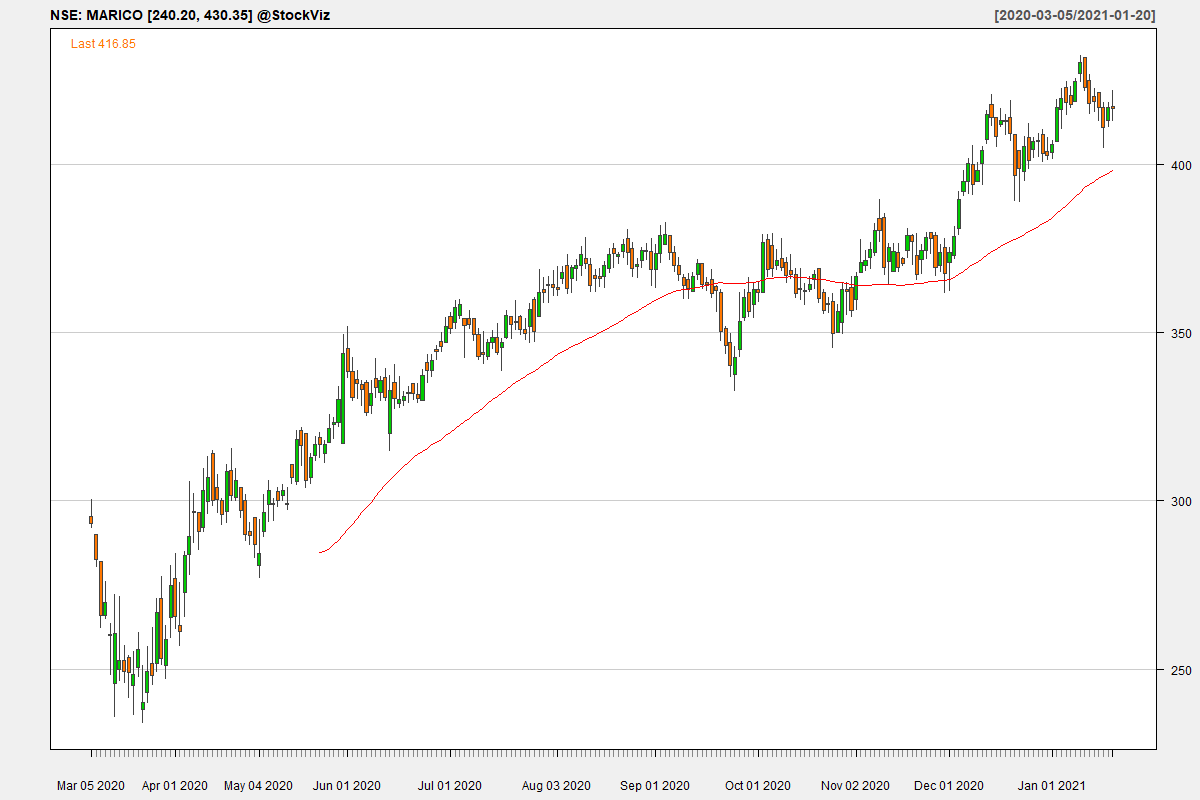 NSE: MARICO [240.20, 430.35] @StockViz [2020-03-05/2021-01-20]
Last 416.85
400
350
300
250
Mar 05 2020 Apr 01 2020 May 04 2020 Jun 01 2020 Jul 01 2020 Aug 03 2020 Sep 01 2020 Oct 01 2020 Nov 02 2020 Dec 01 2020 Jan 01 2021